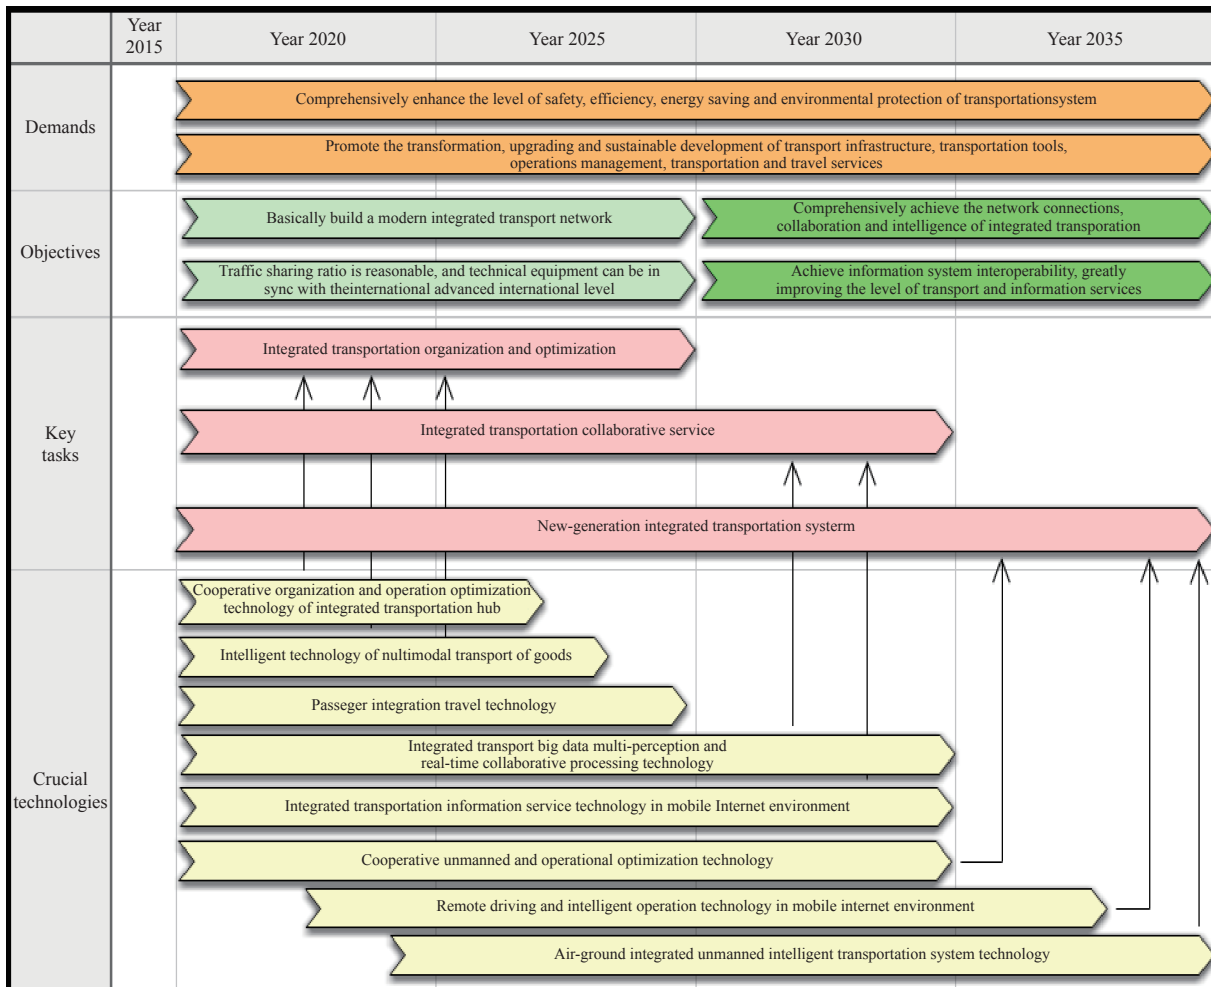 Year
2015
Year 2020
Year 2025
Year 2030
Year 2035
Demands
Comprehensively enhance the level of safety, efficiency, energy saving and environmental protection of transportationsystem
Promote the transformation, upgrading and sustainable development of transport infrastructure, transportation tools,
operations management, transportation and travel services
Objectives
Basically build a modern integrated transport network
Comprehensively achieve the network connections,
collaboration and intelligence of integrated transporation
Traffic sharing ratio is reasonable, and technical equipment can be in
sync with theinternational advanced international level
Achieve information system interoperability, greatly
improving the level of transport and information services
Key
tasks
Integrated transportation organization and optimization
Integrated transportation collaborative service
New-generation integrated transportation systerm
Crucial
technologies
Cooperative organization and operation optimization
technology of integrated transportation hub
Intelligent technology of nultimodal transport of goods
Passeger integration travel technology
Integrated transport big data multi-perception and
real-time collaborative processing technology
Integrated transportation information service technology in mobile Internet environment
Cooperative unmanned and operational optimization technology
Remote driving and intelligent operation technology in mobile internet environment
Air-ground integrated unmanned intelligent transportation system technology